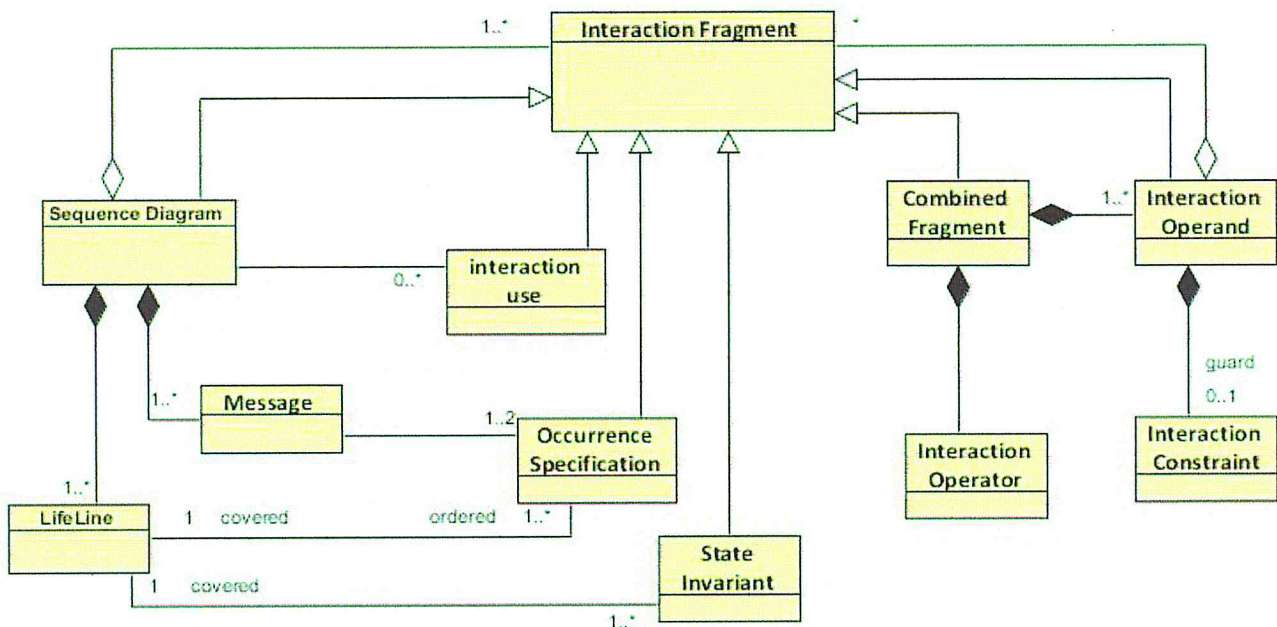 1..*
Interaction Fragment
*
Sequence Diagram
Combined
Fragment
1..*
Interaction
Operand
0..*
interaction
use
guard
0..1
1..*
Message
1..2
Occurrence
Specification
Interaction
Operator
Interaction
Constraint
1..*
LifeLine
1 covered
ordered 1..*
State
Invariant
1 covered
1..*